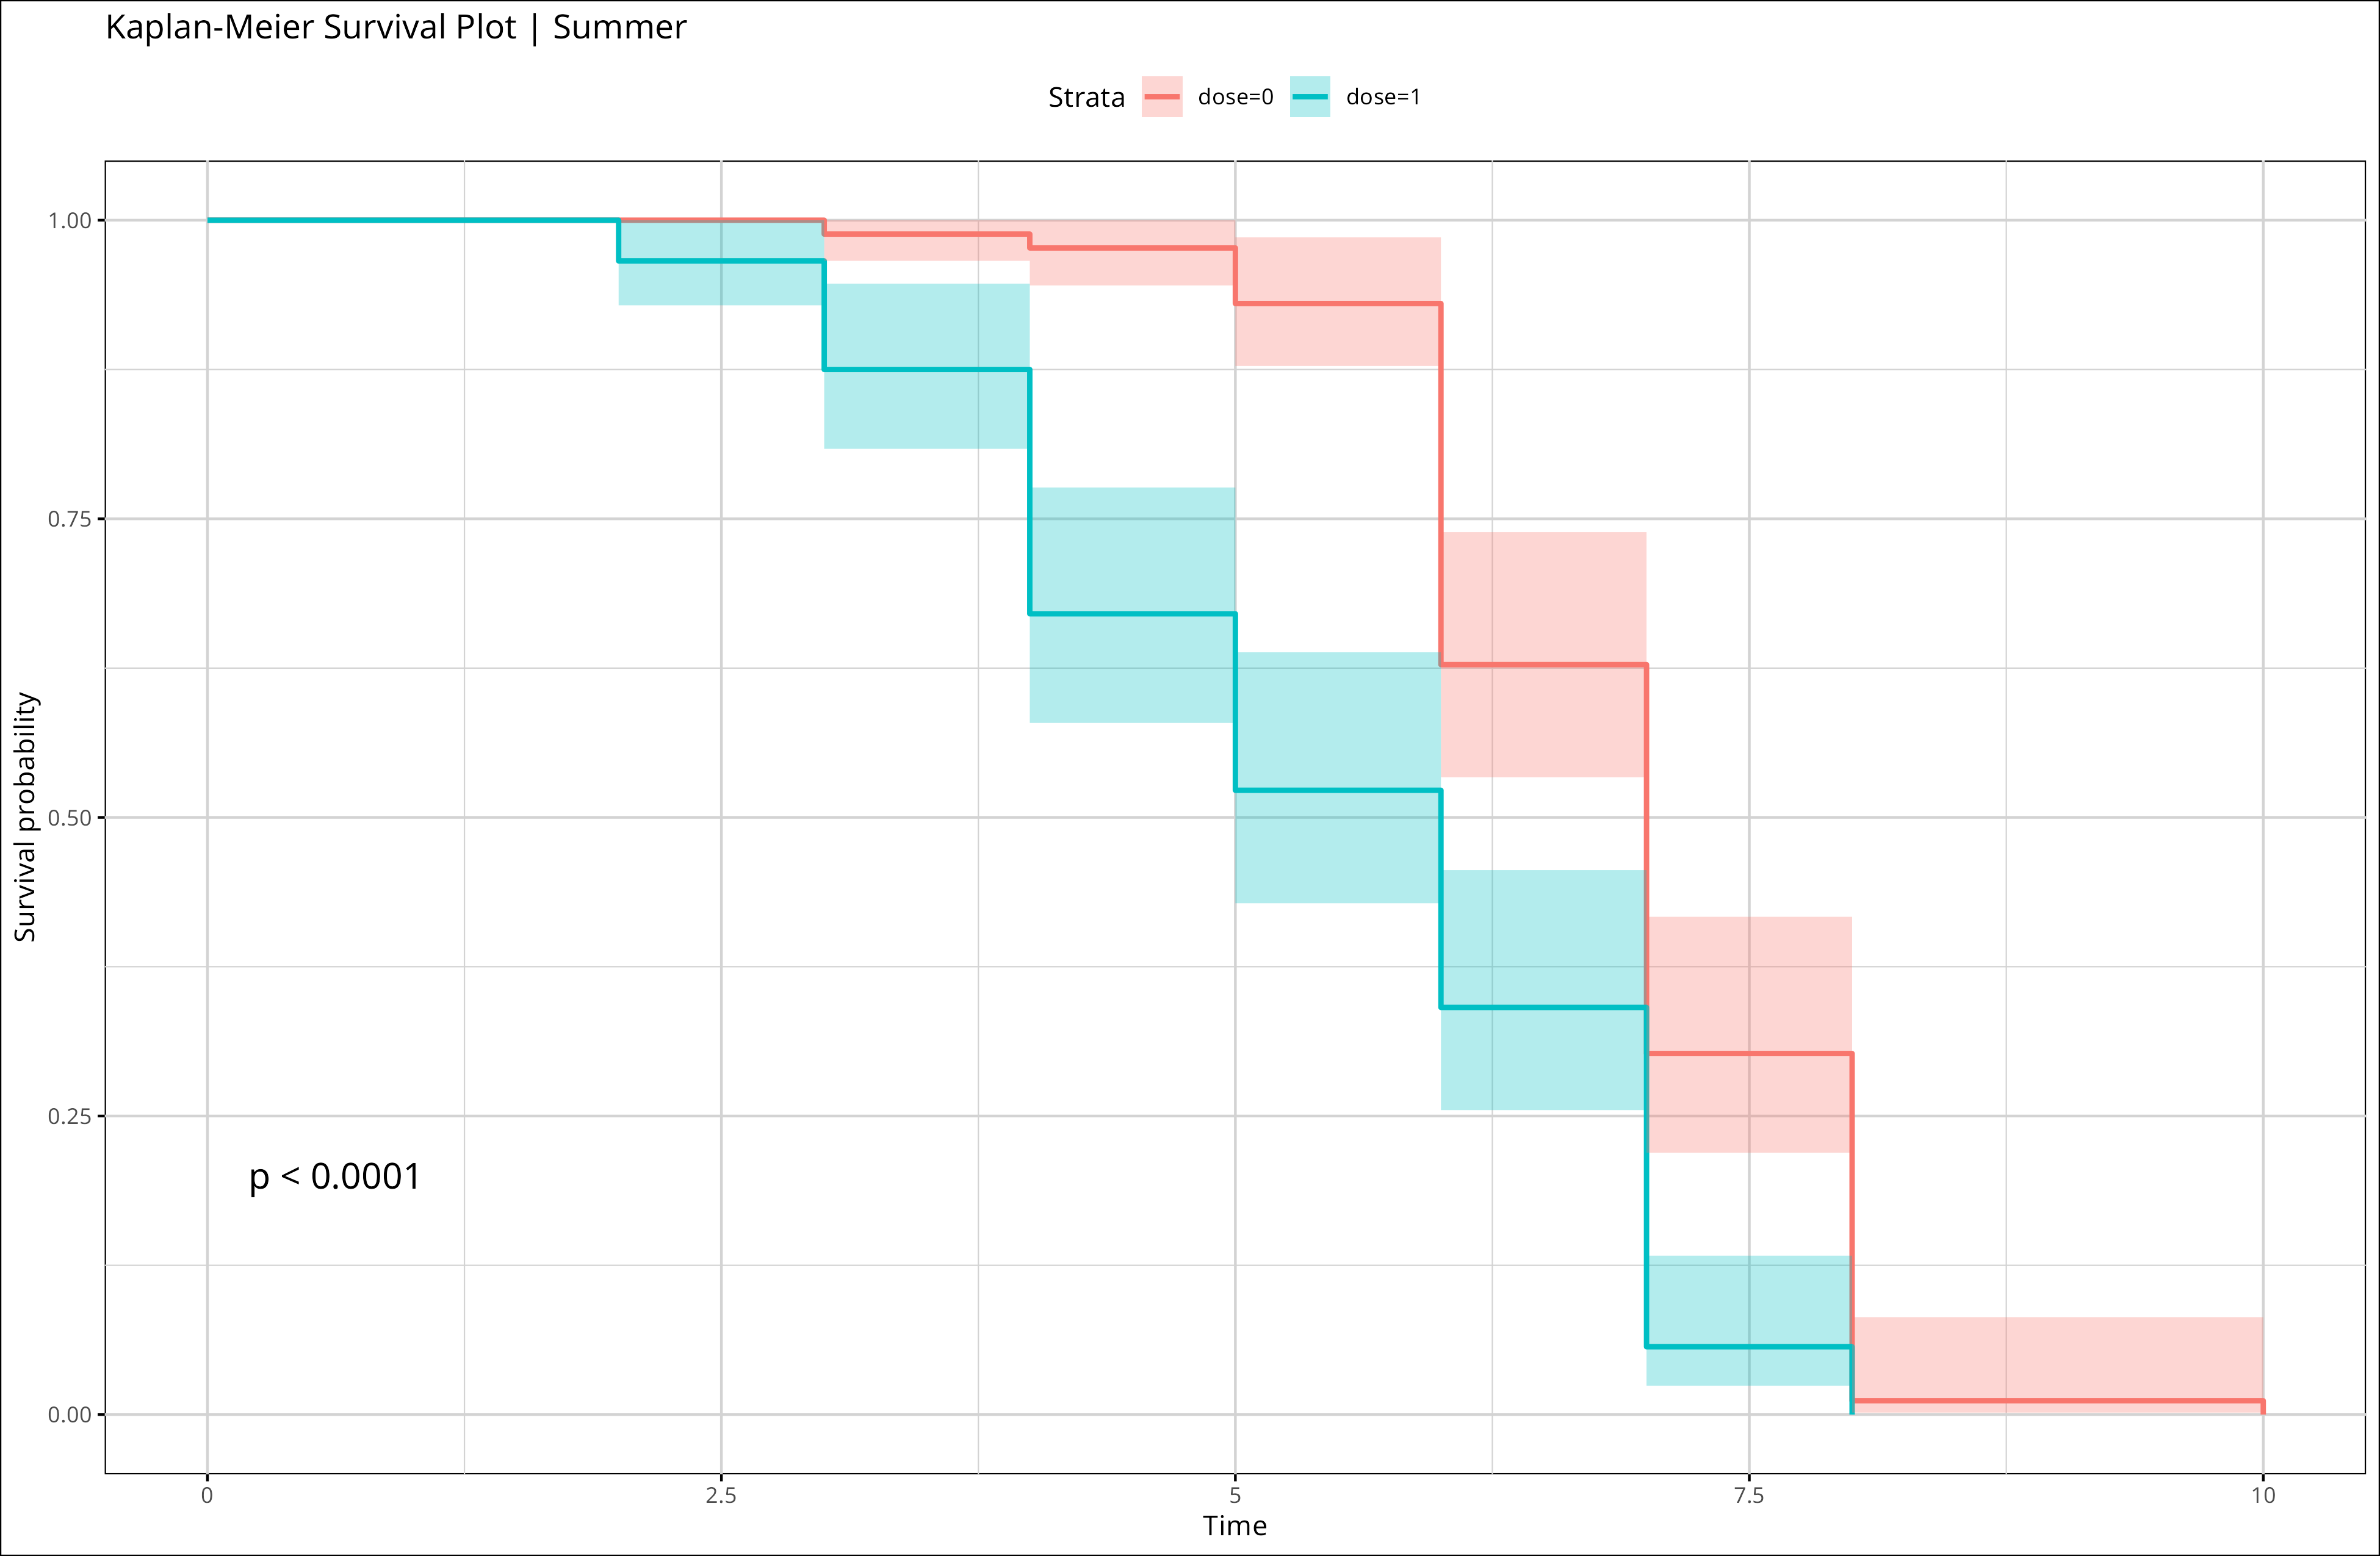 Kaplan-Meier Survival Plot | Summer
Strata dose=0 dose=1
1.00
0.75
0.50
0.25
0.00
Survival probability
p < 0.0001
0 2.5 5 7.5 10
Time